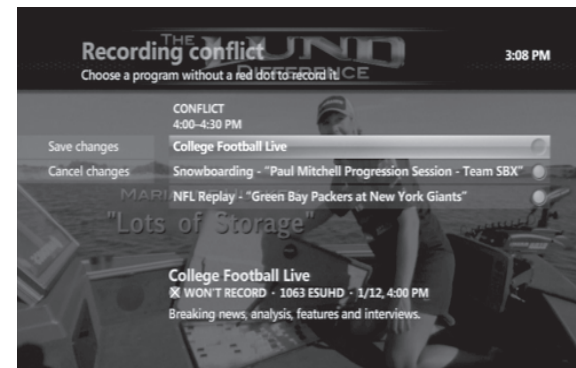 THE
LUND
DIFFERENCE
Recording conflict
3:08 PM
Choose a program without a red dot to record it.
CONFLICT
4:00–4:30 PM
Save changes
College Football Live
Cancel changes
Snowboarding - "Paul Mitchell Progression Session - Team SBX"
NFL Replay - "Green Bay Packers at New York Giants"
"Lots of Storage"
College Football Live
WON'T RECORD · 1063 ESUHD · 1/12, 4:00 PM
Breaking news, analysis, features and interviews.